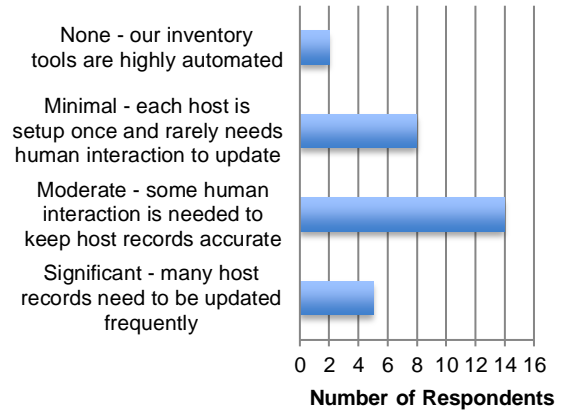 None - our inventory
tools are highly automated
Minimal - each host is
setup once and rarely needs
human interaction to update
Moderate - some human
interaction is needed to
keep host records accurate
Significant - many host
records need to be updated
frequently
0 2 4 6 8 10 12 14 16
Number of Respondents